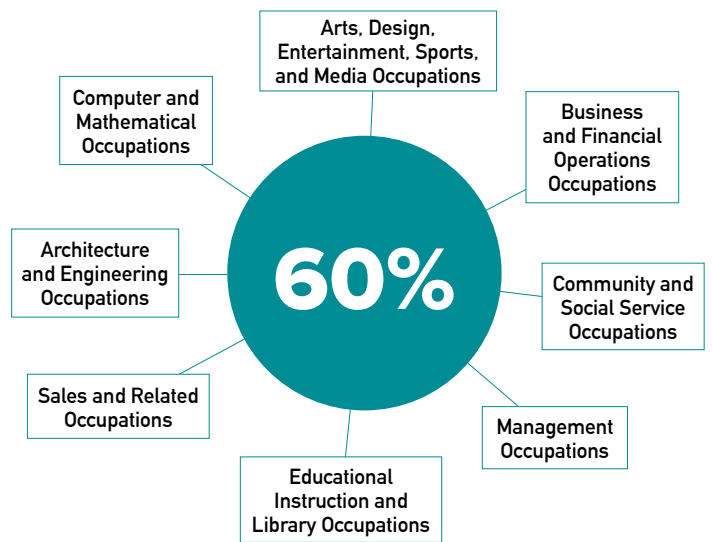 Arts, Design,
Entertainment, Sports,
and Media Occupations
Computer and
Mathematical
Occupations
Business
and Financial
Operations
Occupations
Architecture
and Engineering
Occupations
60%
Community and
Social Service
Occupations
Sales and Related
Occupations
Management
Occupations
Educational
Instruction and
Library Occupations